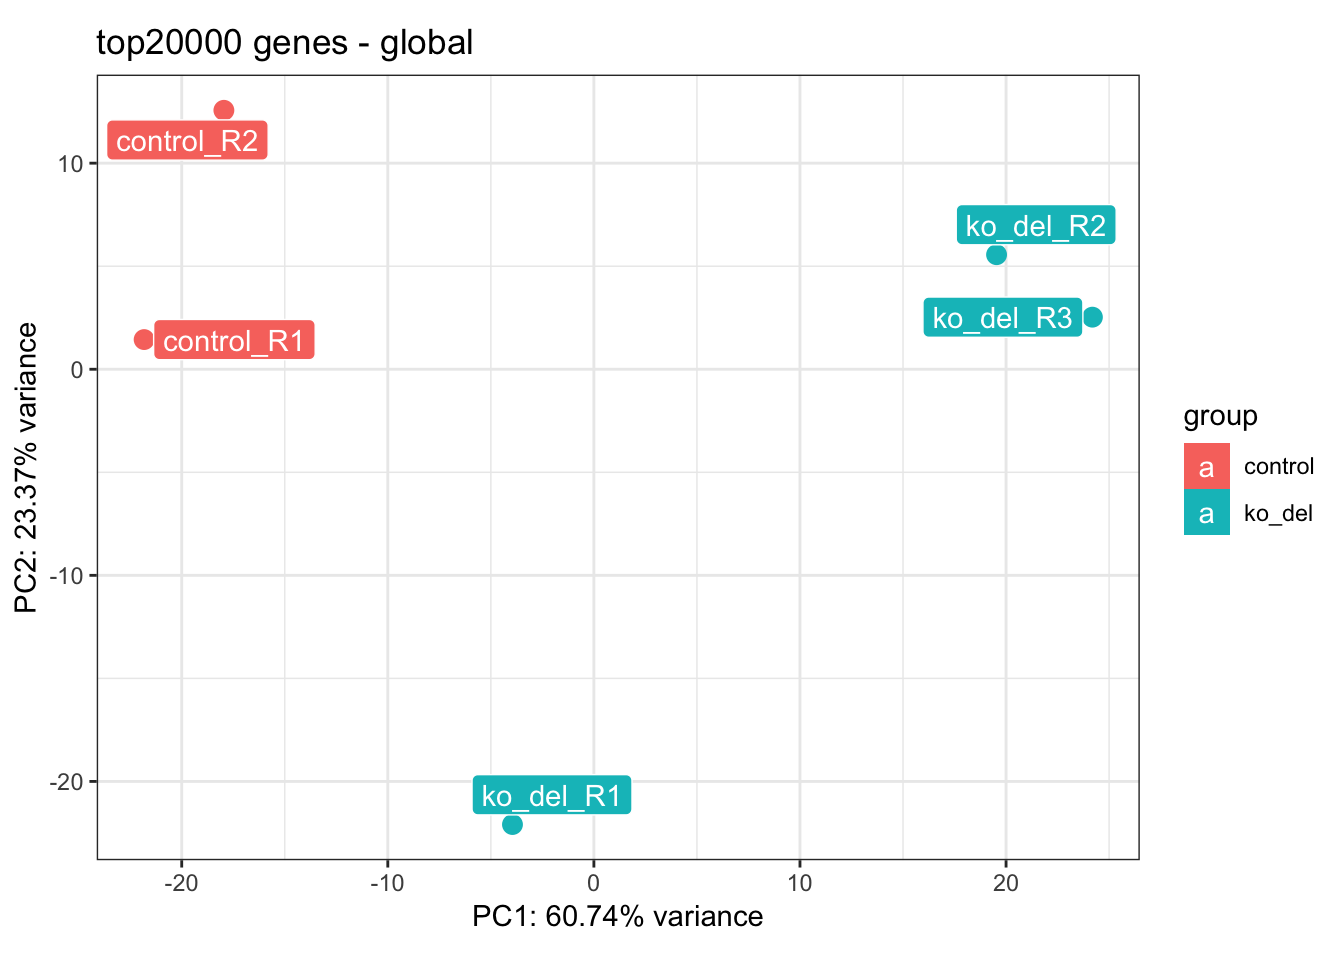 top20000 genes - global
control_R2
10
ko_del_R2
ko_del_R3
control_R1
0
PC2: 23.37% variance
group
a control
a ko_del
-10
-20
ko_del_R1
-20 -10 0 10 20
PC1: 60.74% variance